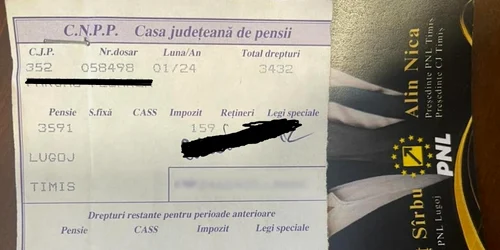 C.N.P.P. Casa județeană de pensii
C.J.P. Nr.dosar Luna/An Total drepturi
352 058498 01/24 3432
Pensie S.fixă CASS Impozit Rețineri Legi speciale
3591 159
LUGOJ
TIMIS
Drepturi restante pentru perioade anterioare
Pensie CASS Impozit Legi speciale
Alin Nica
Președinte PNL Timiș
Președinte CJ Timiș
Sîrbu
PNL Lugoj
PNL